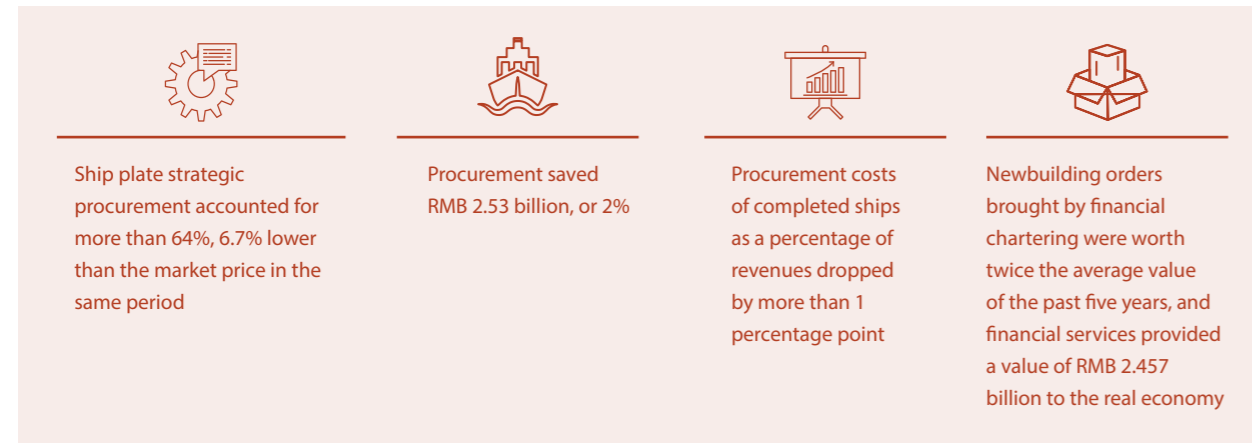 Ship plate strategic
procurement accounted for
more than 64%, 6.7% lower
than the market price in the
same period
Procurement saved
RMB 2.53 billion, or 2%
Procurement costs
of completed ships
as a percentage of
revenues dropped
by more than 1
percentage point
Newbuilding orders
brought by financial
chartering were worth
twice the average value
of the past five years, and
financial services provided
a value of RMB 2.457
billion to the real economy